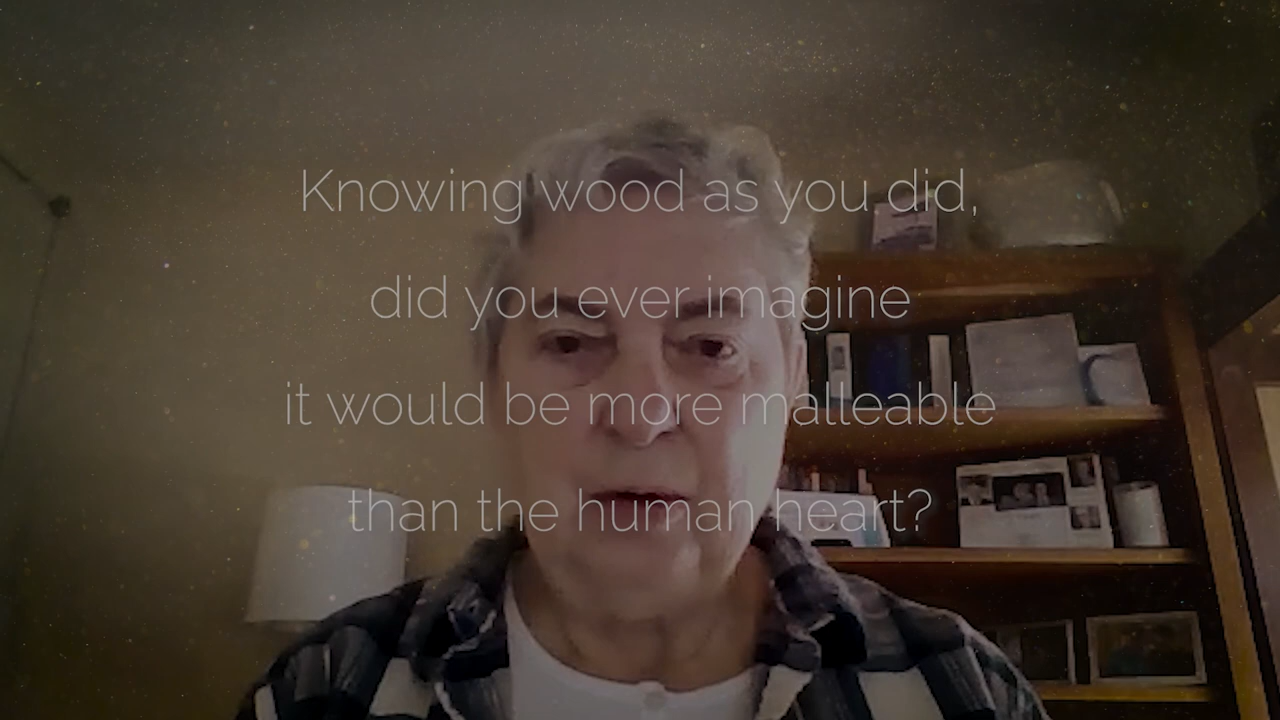 Knowing wood as you did,
did you ever imagine
it would be more malleable
than the human heart?